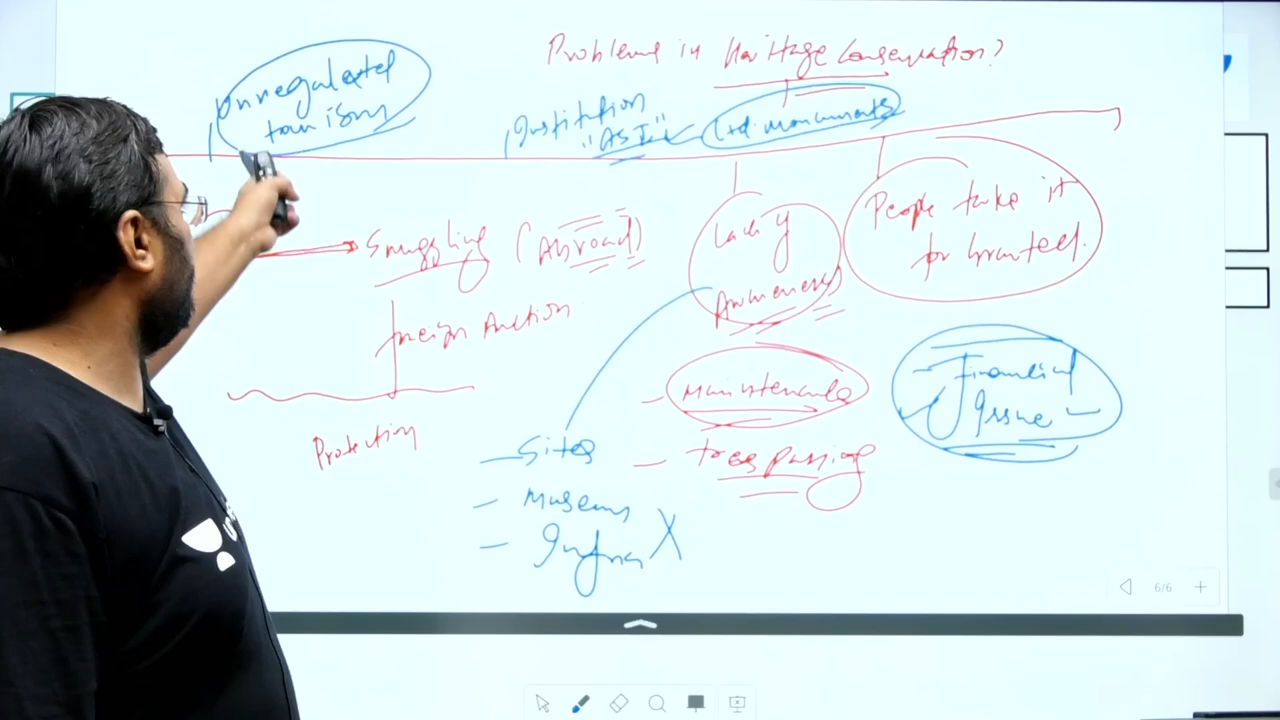 Problems in Heritage Conservation?
Unregulated
tourism
Institution
"ASI"
Ltd. monuments
Smuggling (Abroad)
foreign Auction
Protection
Lack of
Awareness
People take it
for Granted.
- Maintenance
- trespassing
- Financial
Issue -
- Sites
- Museums
- Infra X
6/6